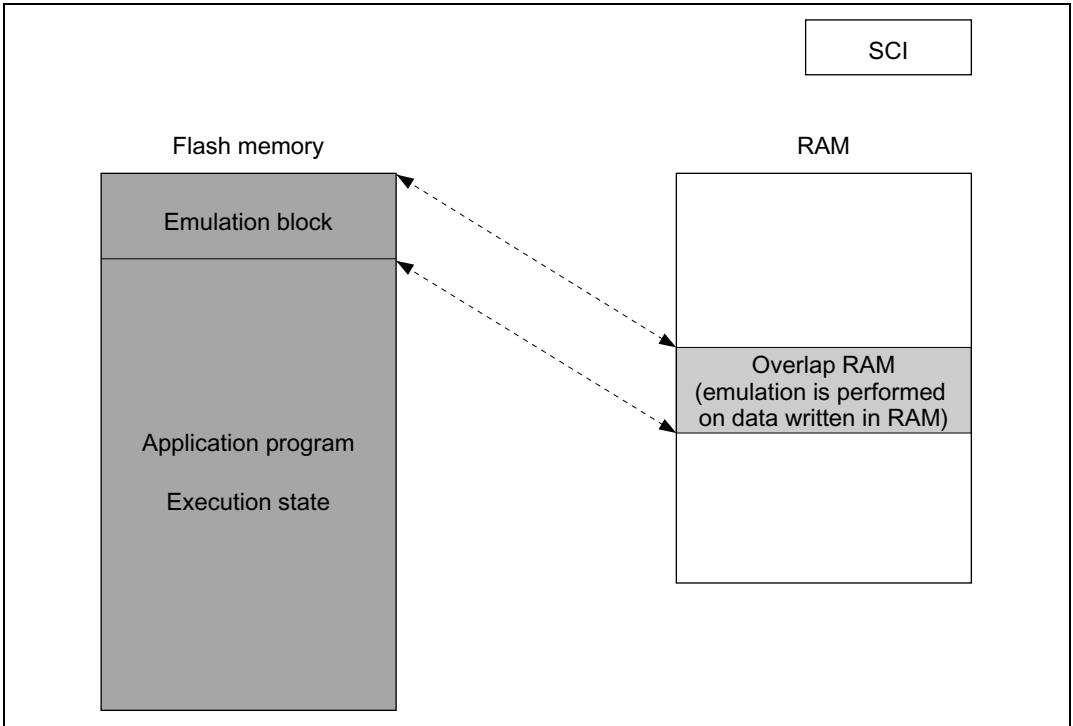 SCI
Flash memory
RAM
Emulation block
Overlap RAM
(emulation is performed
on data written in RAM)
Application program
Execution state